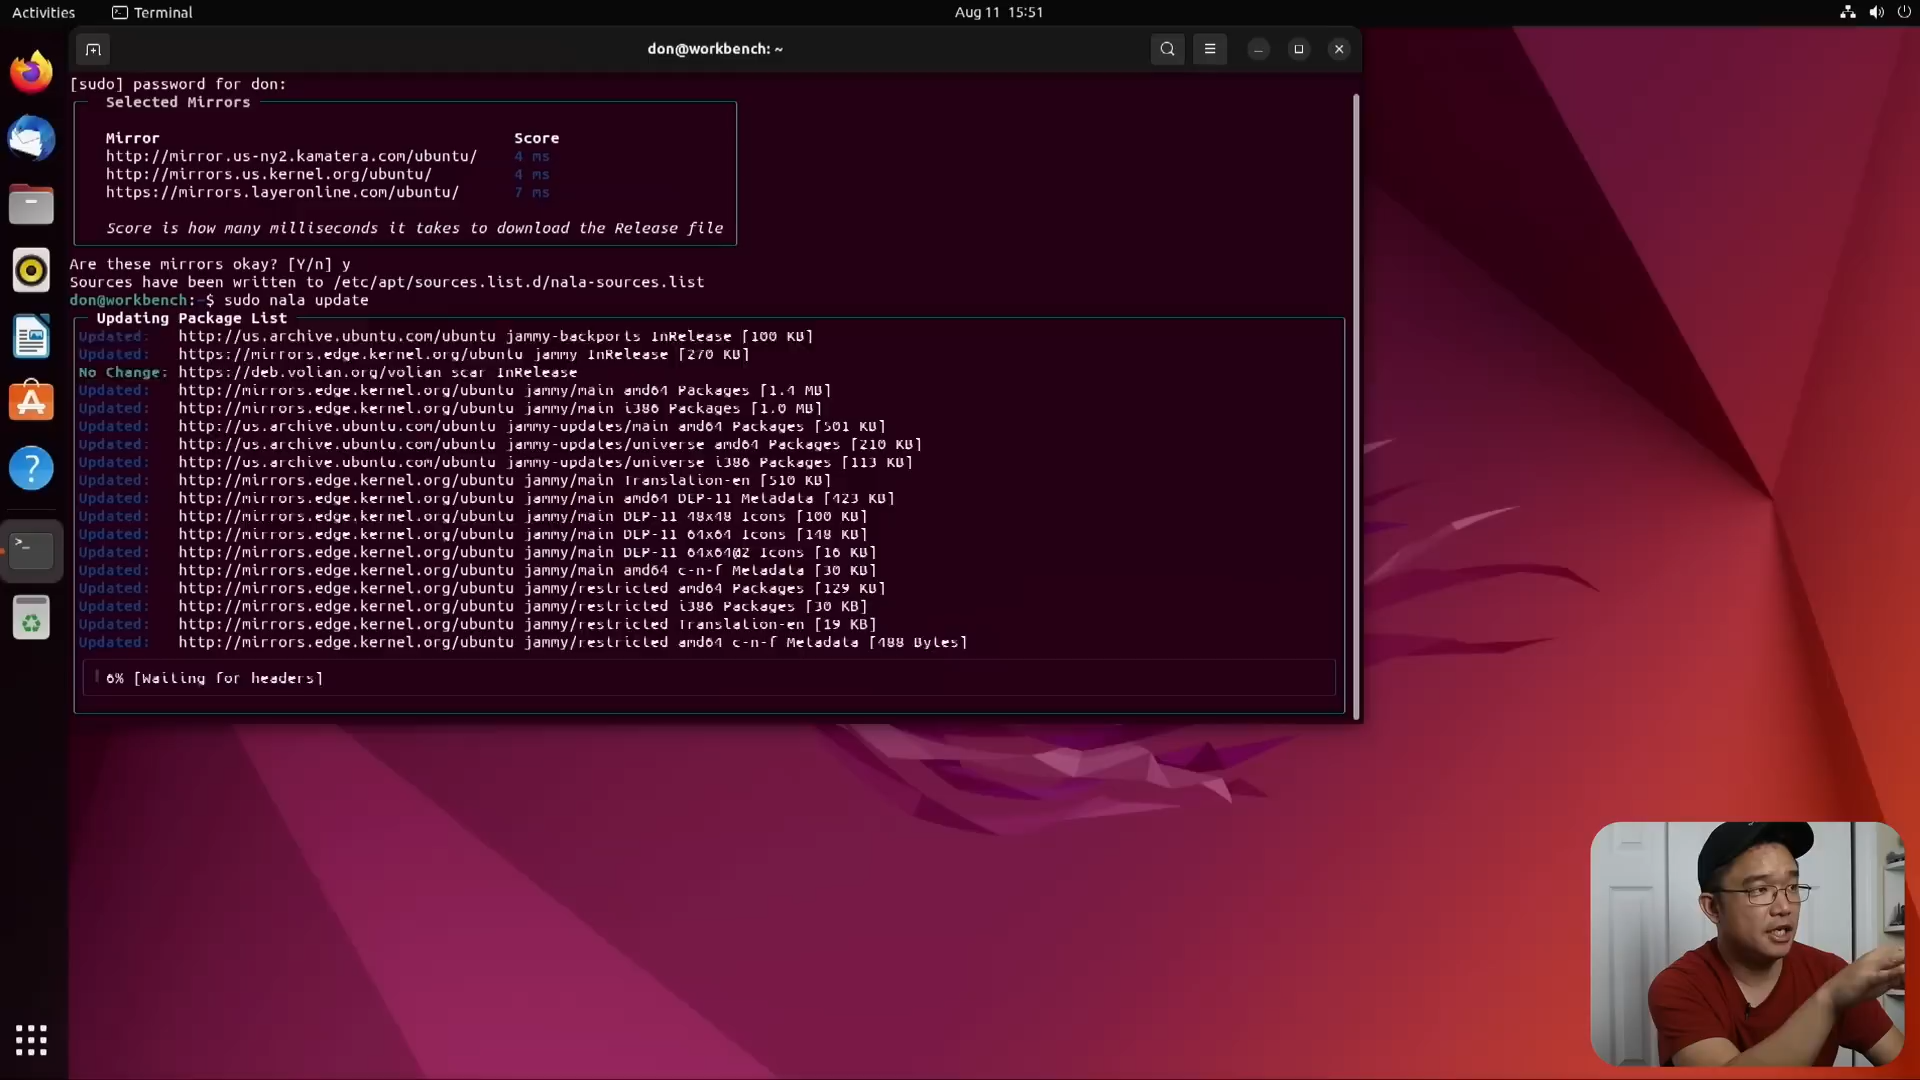 Activities
Terminal
Aug 11 15:51
don@workbench: ~
[sudo] password for don:
Selected Mirrors
Mirror Score
http://mirror.us-ny2.kamatera.com/ubuntu/ 4 ms
http://mirrors.us.kernel.org/ubuntu/ 4 ms
https://mirrors.layeronline.com/ubuntu/ 7 ms
Score is how many milliseconds it takes to download the Release file
Are these mirrors okay? [Y/n] y
Sources have been written to /etc/apt/sources.list.d/nala-sources.list
don@workbench:~$ sudo nala update
Updating Package List
Updated: http://us.archive.ubuntu.com/ubuntu jammy-backports InRelease [100 KB]
Updated: https://mirrors.edge.kernel.org/ubuntu jammy InRelease [270 KB]
No Change: https://deb.volian.org/volian scar InRelease
Updated: http://mirrors.edge.kernel.org/ubuntu jammy/main amd64 Packages [1.4 MB]
Updated: http://mirrors.edge.kernel.org/ubuntu jammy/main i386 Packages [1.0 MB]
Updated: http://us.archive.ubuntu.com/ubuntu jammy-updates/main amd64 Packages [501 KB]
Updated: http://us.archive.ubuntu.com/ubuntu jammy-updates/universe amd64 Packages [210 KB]
Updated: http://us.archive.ubuntu.com/ubuntu jammy-updates/universe i386 Packages [113 KB]
Updated: http://mirrors.edge.kernel.org/ubuntu jammy/main Translation-en [510 KB]
Updated: http://mirrors.edge.kernel.org/ubuntu jammy/main amd64 DEP-11 Metadata [423 KB]
Updated: http://mirrors.edge.kernel.org/ubuntu jammy/main DEP-11 48x48 Icons [100 KB]
Updated: http://mirrors.edge.kernel.org/ubuntu jammy/main DEP-11 64x64 Icons [148 KB]
Updated: http://mirrors.edge.kernel.org/ubuntu jammy/main DEP-11 64x64@2 Icons [16 KB]
Updated: http://mirrors.edge.kernel.org/ubuntu jammy/main amd64 c-n-f Metadata [30 KB]
Updated: http://mirrors.edge.kernel.org/ubuntu jammy/restricted amd64 Packages [129 KB]
Updated: http://mirrors.edge.kernel.org/ubuntu jammy/restricted i386 Packages [30 KB]
Updated: http://mirrors.edge.kernel.org/ubuntu jammy/restricted Translation-en [19 KB]
Updated: http://mirrors.edge.kernel.org/ubuntu jammy/restricted amd64 c-n-f Metadata [488 Bytes]
6% [Waiting for headers]